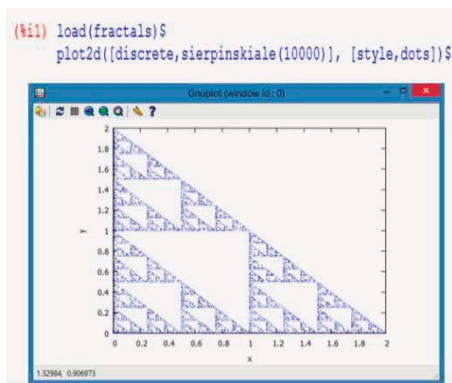 (%i1) load(fractals)$
plot2d([discrete,sierpinskiale(10000)], [style,dots])$
Gnuplot (window id : 0)
2
1.8
1.6
1.4
1.2
1
0.8
0.6
0.4
0.2
0
y
0 0.2 0.4 0.6 0.8 1 1.2 1.4 1.6 1.8 2
x
1.32984, 0.906973